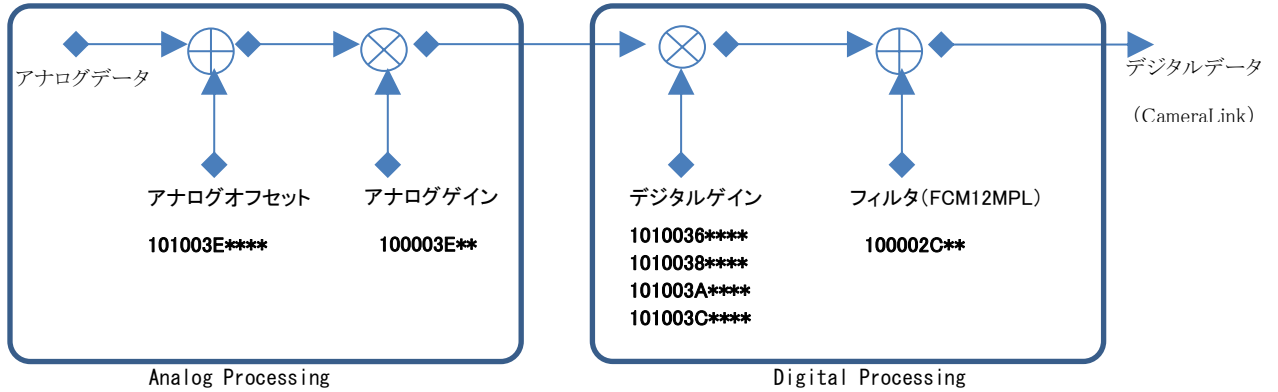 アナログデータ
デジタルデータ
（CameraLink）
アナログオフセット
101003E****
アナログゲイン
100003E**
デジタルゲイン
1010036****
1010038****
101003A****
101003C****
フィルタ(FCM12MPL)
100002C**
Analog Processing
Digital Processing